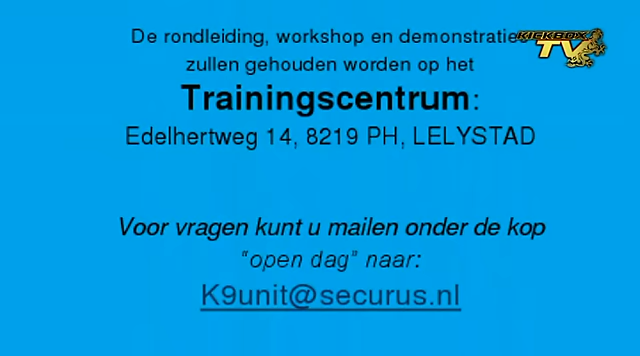 De rondleiding, workshop en demonstraties
zullen gehouden worden op het
Trainingscentrum:
Edelhertweg 14, 8219 PH, LELYSTAD
Voor vragen kunt u mailen onder de kop
"open dag" naar:
K9unit@securus.nl
KICKBOX
TV